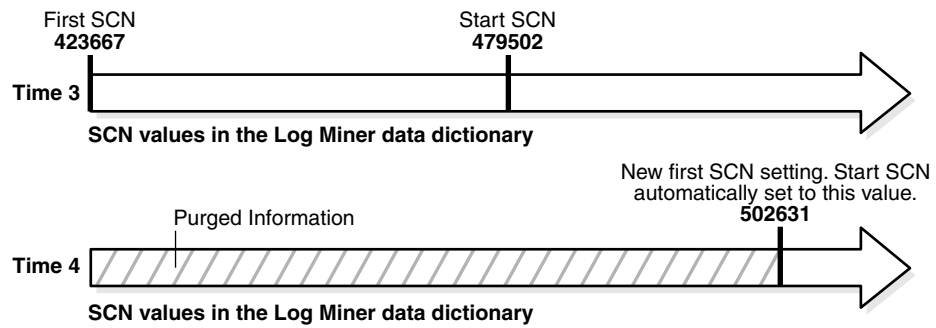 First SCN
423667
Start SCN
479502
Time 3
SCN values in the Log Miner data dictionary
New first SCN setting. Start SCN
automatically set to this value.
502631
Purged Information
Time 4
SCN values in the Log Miner data dictionary